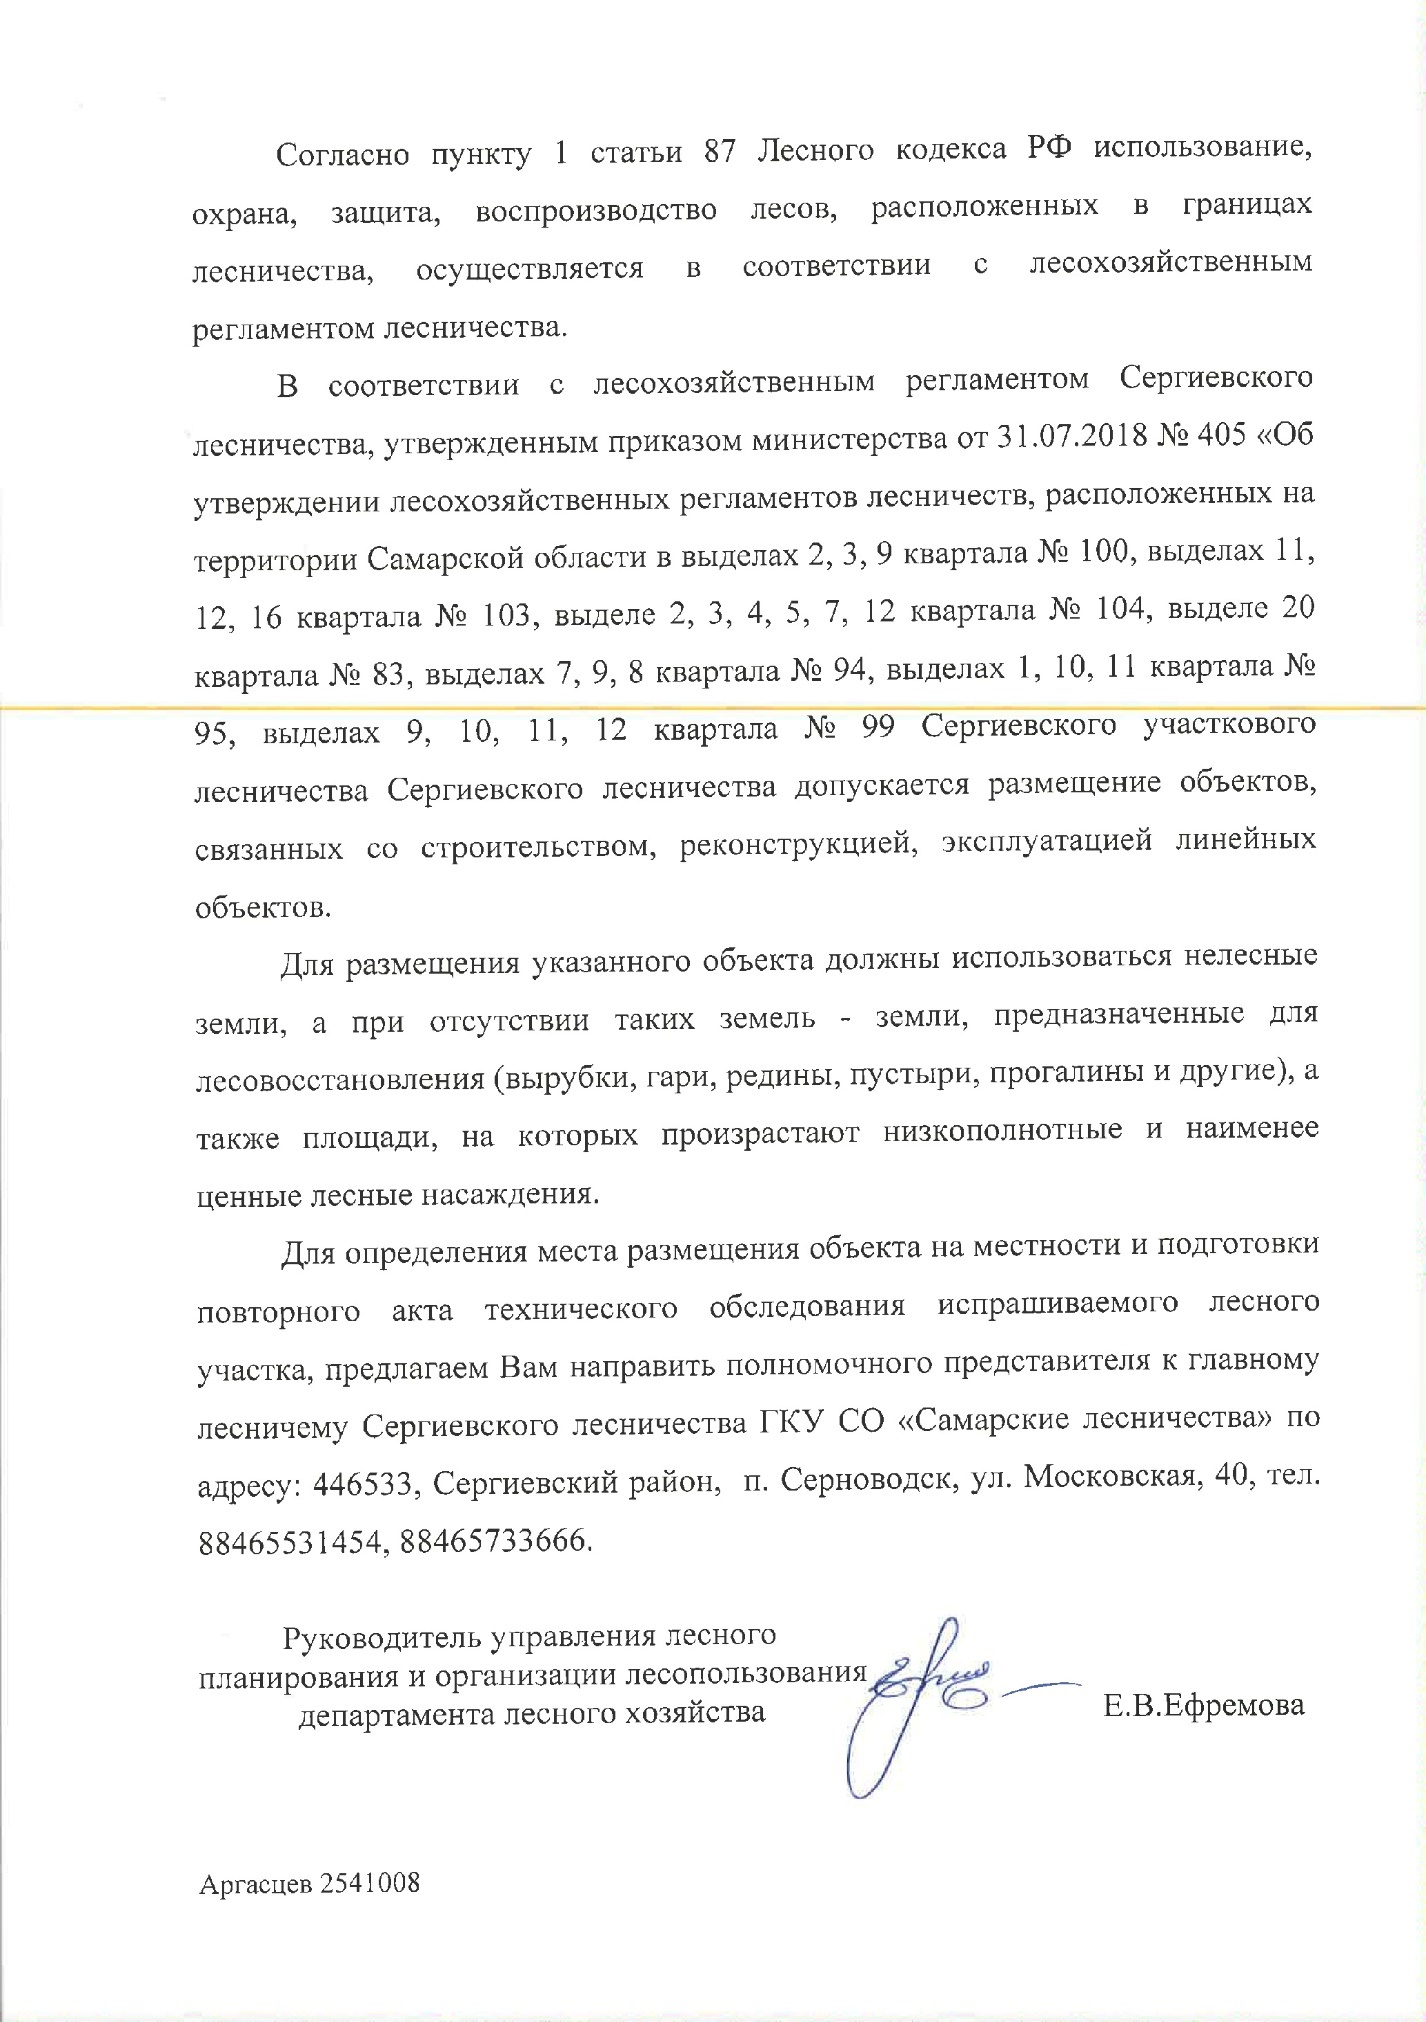 Согласно пункту 1 статьи 87 Лесного кодекса РФ использование,
охрана, защита, воспроизводство лесов, расположенных в границах
лесничества, осуществляется в соответствии с лесохозяйственным
регламентом лесничества.
В соответствии с лесохозяйственным регламентом Сергиевского
лесничества, утвержденным приказом министерства от 31.07.2018 № 405 «Об
утверждении лесохозяйственных регламентов лесничеств, расположенных на
территории Самарской области в выделах 2, 3, 9 квартала № 100, выделах 11,
12, 16 квартала № 103, выделе 2, 3, 4, 5, 7, 12 квартала № 104, выделе 20
квартала № 83, выделах 7, 9, 8 квартала № 94, выделах 1, 10, 11 квартала №
95, выделах 9, 10, 11, 12 квартала № 99 Сергиевского участкового
лесничества Сергиевского лесничества допускается размещение объектов,
связанных со строительством, реконструкцией, эксплуатацией линейных
объектов.
Для размещения указанного объекта должны использоваться нелесные
земли, а при отсутствии таких земель - земли, предназначенные для
лесовосстановления (вырубки, гари, редины, пустыри, прогалины и другие), а
также площади, на которых произрастают низкополнотные и наименее
ценные лесные насаждения.
Для определения места размещения объекта на местности и подготовки
повторного акта технического обследования испрашиваемого лесного
участка, предлагаем Вам направить полномочного представителя к главному
лесничему Сергиевского лесничества ГКУ СО «Самарские лесничества» по
адресу: 446533, Сергиевский район, п. Серноводск, ул. Московская, 40, тел.
88465531454, 88465733666.
Руководитель управления лесного
планирования и организации лесопользования
департамента лесного хозяйства
Е.В.Ефремова
Аргасцев 2541008